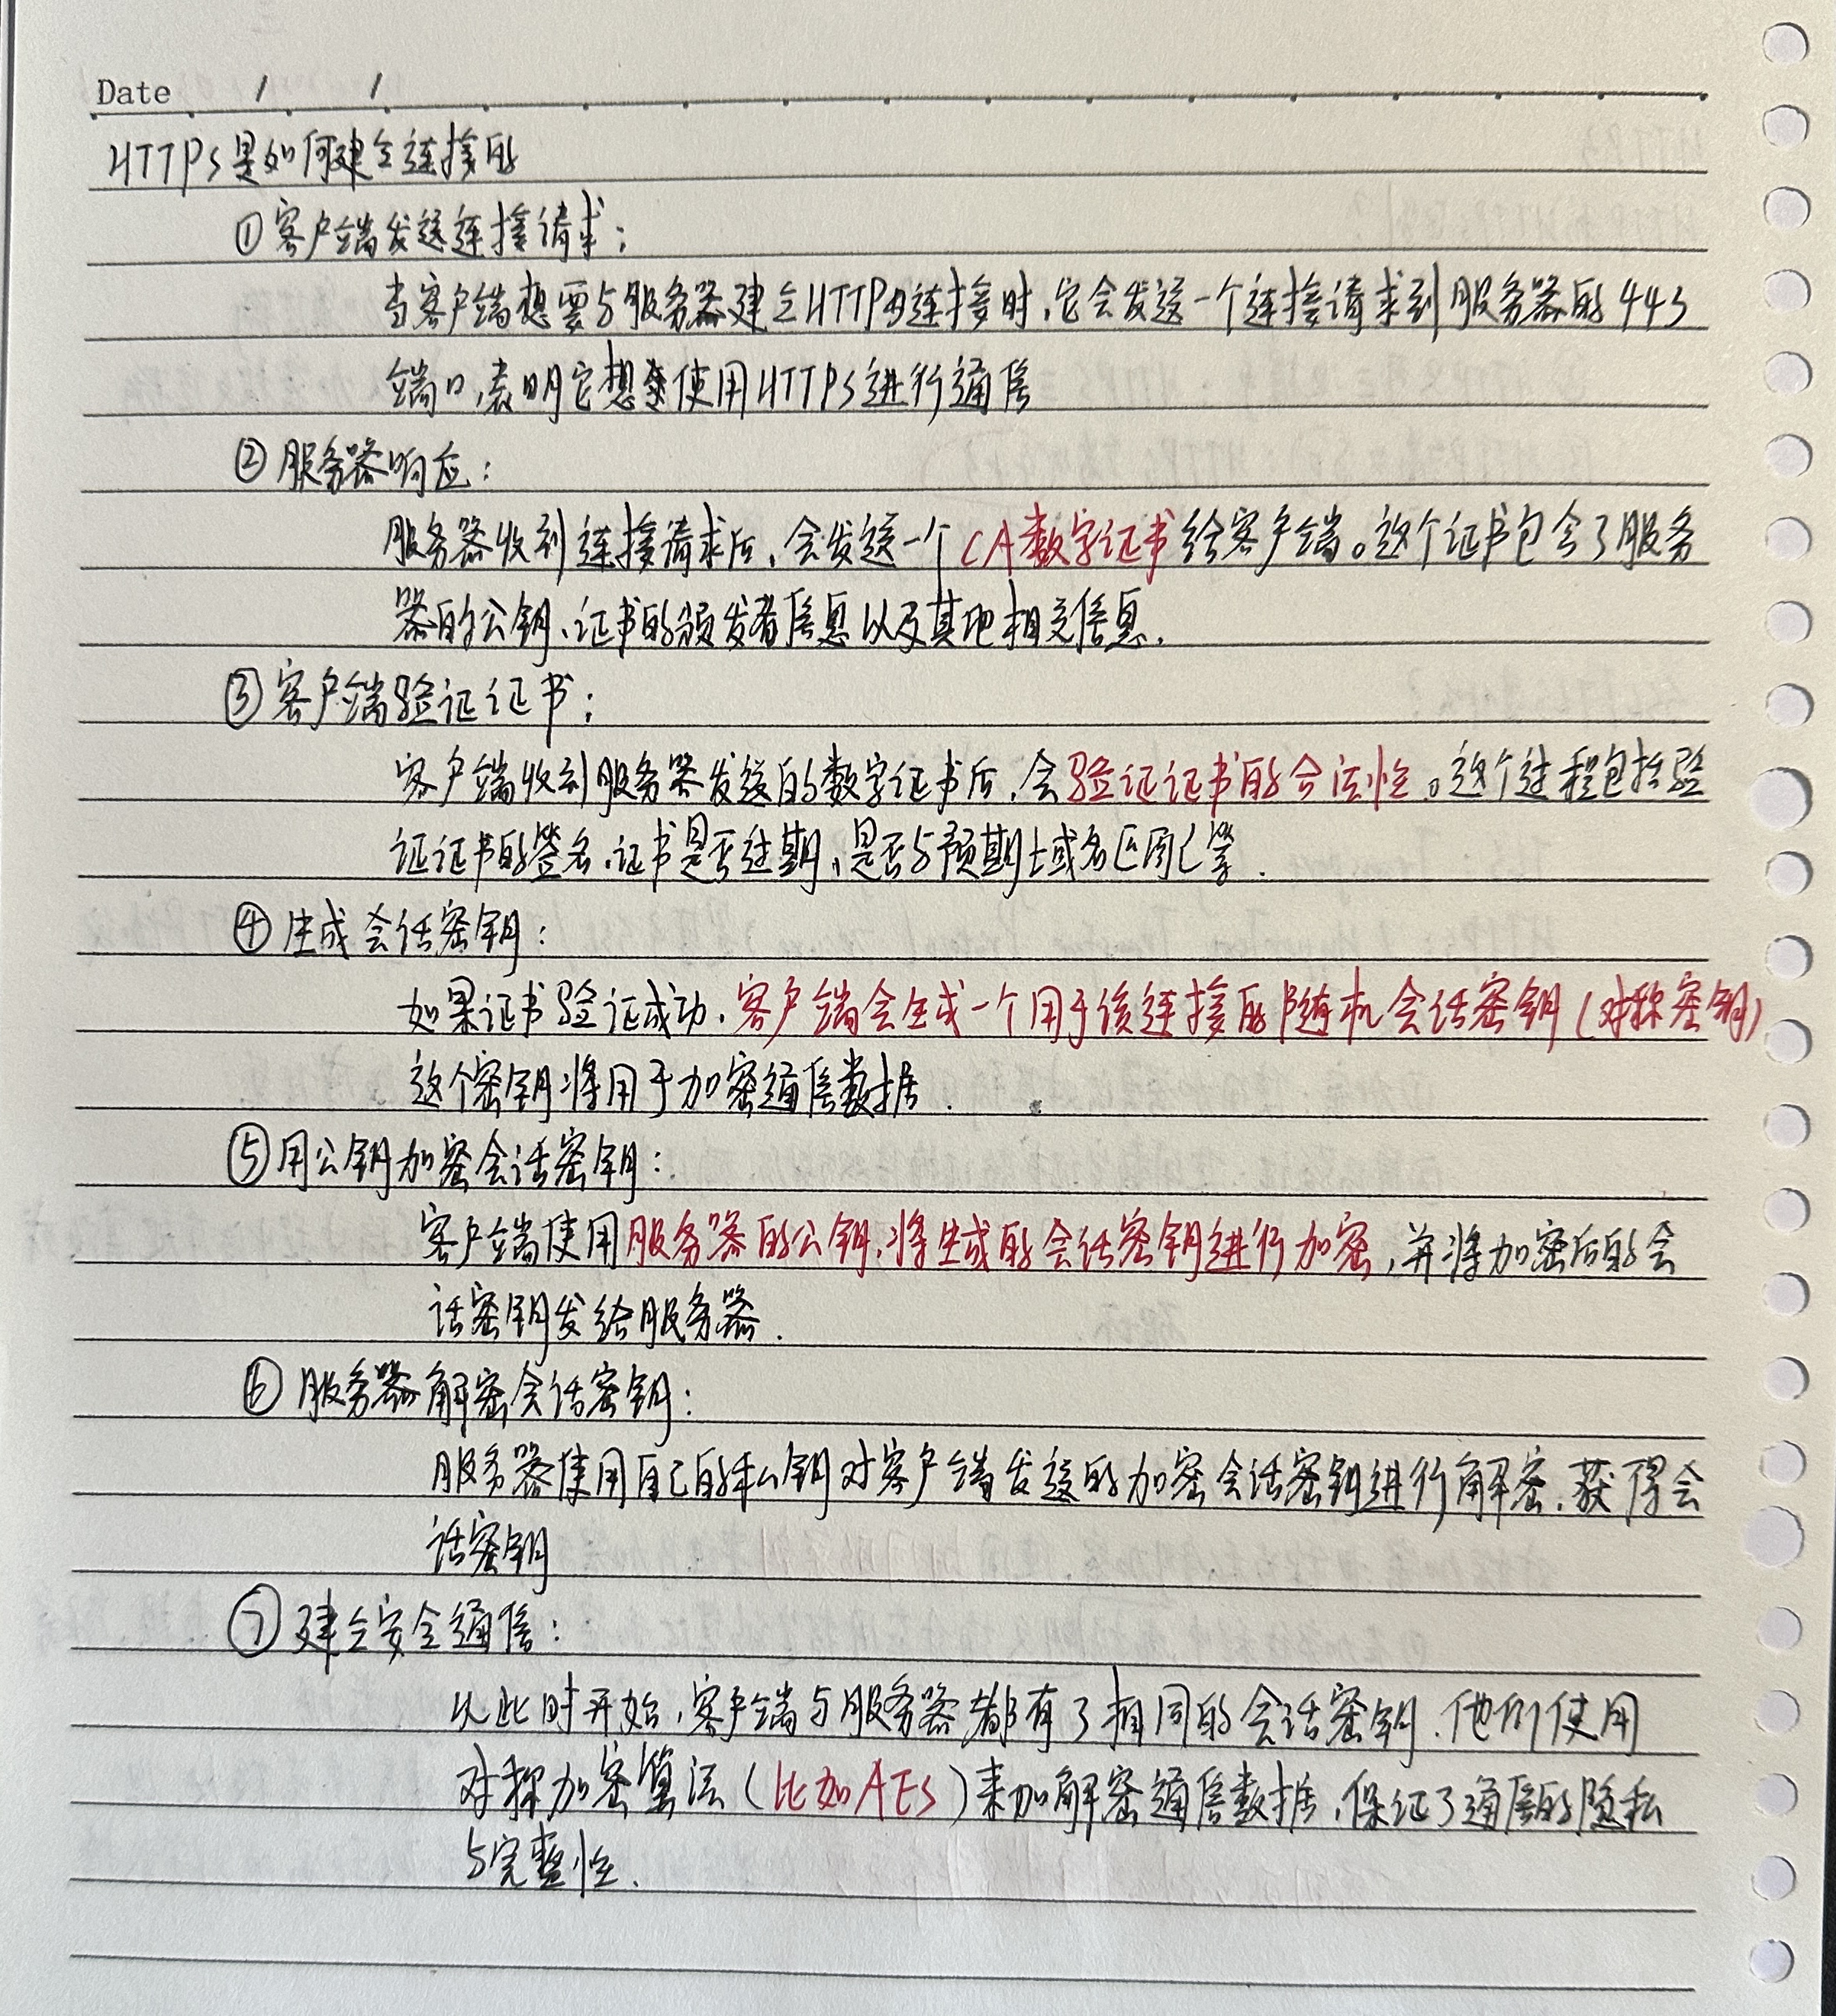 Date / /
HTTPs是如何建立连接的
①客户端发送连接请求：
当客户端想要与服务器建立HTTPs连接时，它会发送一个连接请求到服务器的443
端口，表明它想要使用HTTPs进行通信
②服务器响应：
服务器收到连接请求后，会发送一个CA数字证书给客户端。这个证书包含了服务
器的公钥、证书的颁发者信息以及其他相关信息.
③客户端验证证书：
客户端收到服务器发送的数字证书后，会验证证书的合法性。这个过程包括验
证证书的签名，证书是否过期，是否与预期域名匹配等.
④生成会话密钥：
如果证书验证成功，客户端会生成一个用于该连接的随机会话密钥(对称密钥)
这个密钥将用于加密通信数据.
⑤用公钥加密会话密钥：
客户端使用服务器的公钥，将生成的会话密钥进行加密，并将加密后的会
话密钥发给服务器.
⑥服务器解密会话密钥：
服务器使用自己的私钥对客户端发送的加密会话密钥进行解密，获得会
话密钥
⑦建立安全通信：
从此时开始，客户端与服务器都有了相同的会话密钥，他们使用
对称加密算法(比如AES)来加解密通信数据，保证了通信的隐私
与完整性.